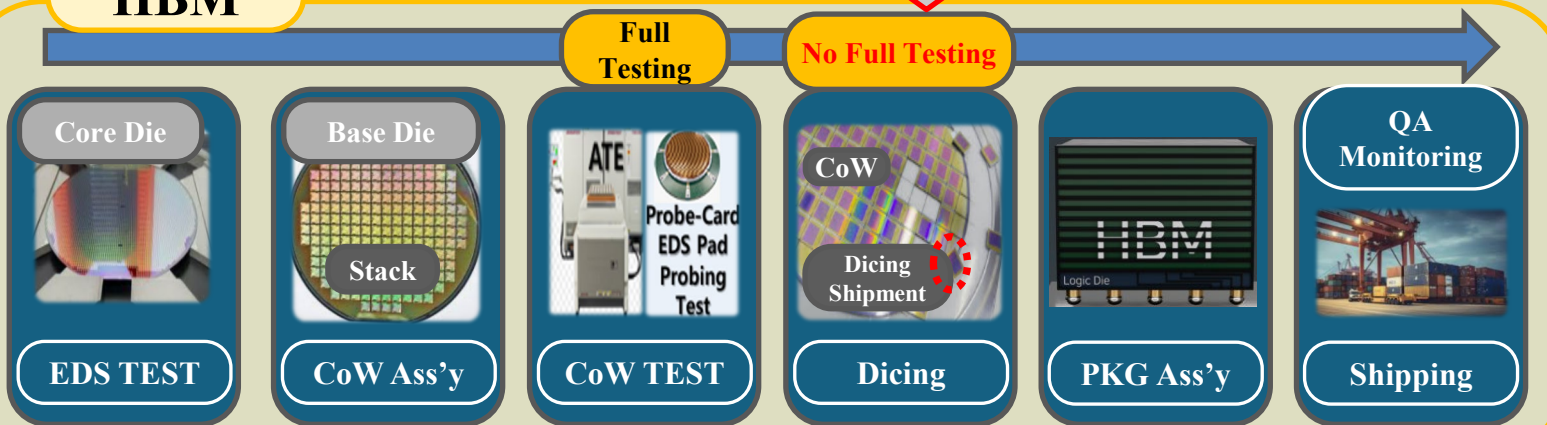 HBM
Full
Testing
No Full Testing
Core Die
EDS TEST
Base Die
Stack
CoW Ass’y
ATE
Probe-Card
EDS Pad
Probing
Test
CoW TEST
CoW
Dicing
Shipment
Dicing
HBM
Logic Die
PKG Ass’y
QA
Monitoring
Shipping